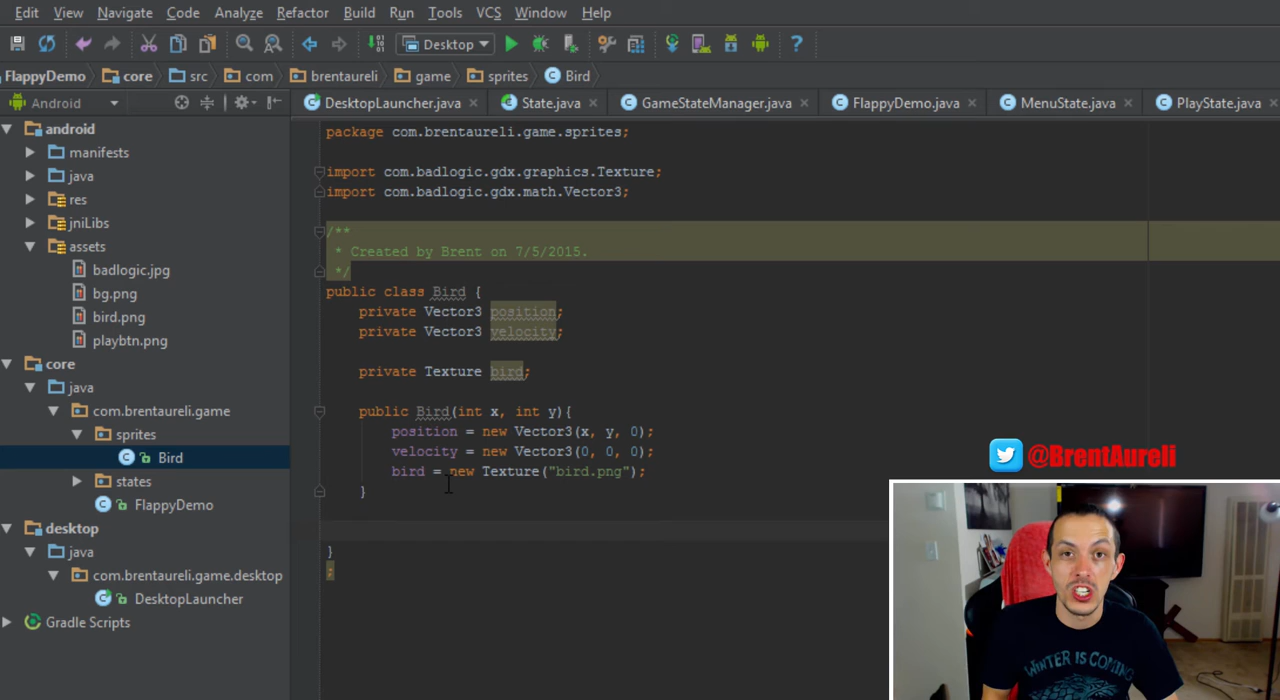 Edit View Navigate Code Analyze Refactor Build Run Tools VCS Window Help
Desktop
FlappyDemo core src com brentaureli game sprites Bird
Android
DesktopLauncher.java State.java GameStateManager.java FlappyDemo.java MenuState.java PlayState.java
android
manifests
java
res
jniLibs
assets
badlogic.jpg
bg.png
bird.png
playbtn.png
core
java
com.brentaureli.game
sprites
Bird
states
FlappyDemo
desktop
java
com.brentaureli.game.desktop
DesktopLauncher
Gradle Scripts
package com.brentaureli.game.sprites;
import com.badlogic.gdx.graphics.Texture;
import com.badlogic.gdx.math.Vector3;
/**
* Created by Brent on 7/5/2015.
*/
public class Bird {
private Vector3 position;
private Vector3 velocity;
private Texture bird;
public Bird(int x, int y){
position = new Vector3(x, y, 0);
velocity = new Vector3(0, 0, 0);
bird = new Texture("bird.png");
}
}
;
@BrentAureli
WINTER IS COMING